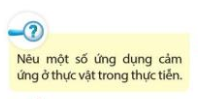 Nêu một số ứng dụng cảm
ứng ở thực vật trong thực tiễn.